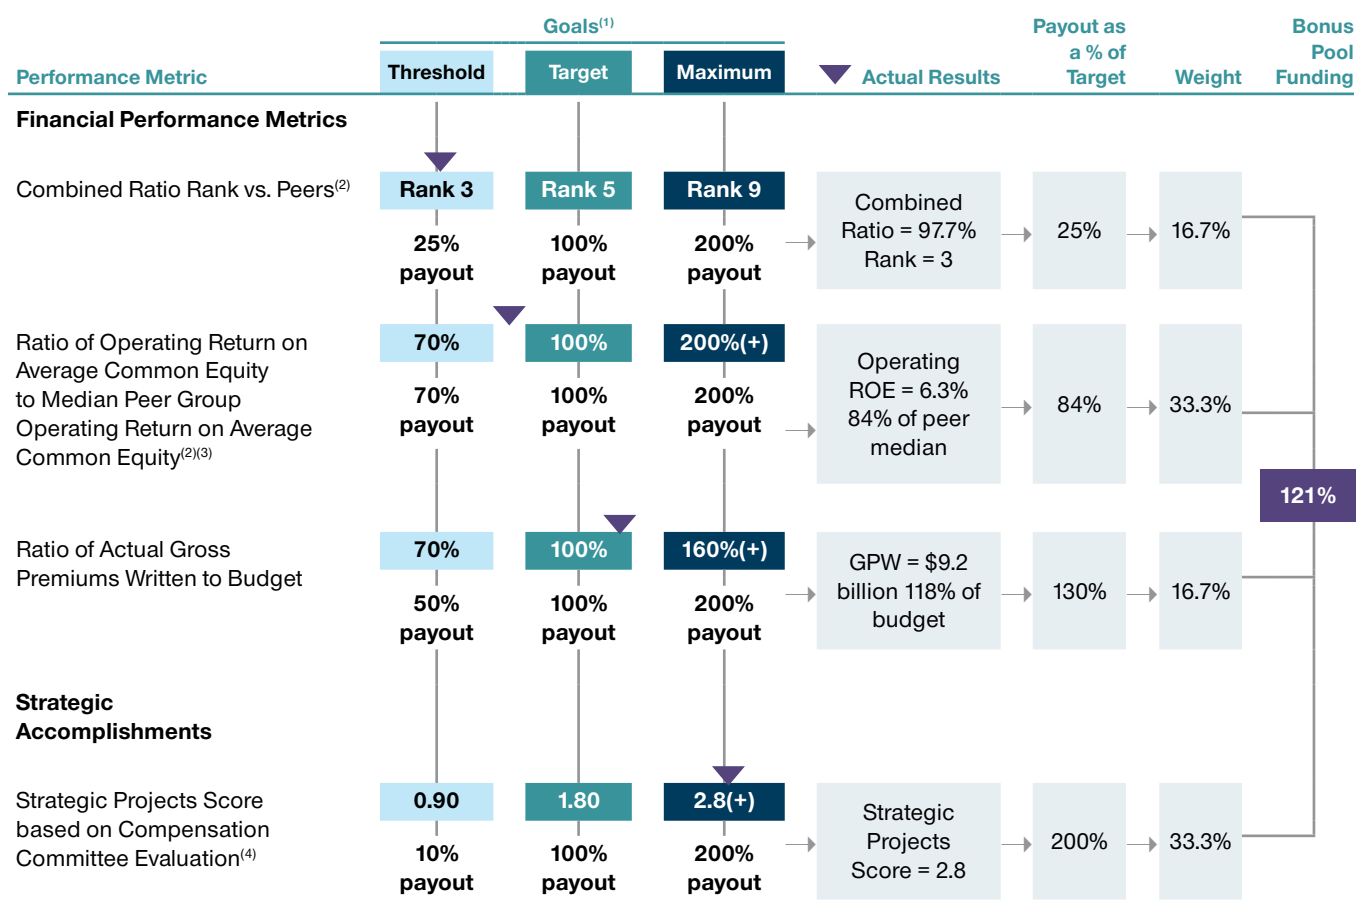 Goals(1)
Payout as
a % of
Target
Bonus
Pool
Funding
Performance Metric
Threshold
Target
Maximum
Actual Results
Weight
Financial Performance Metrics
Combined Ratio Rank vs. Peers(2)
Rank 3
Rank 5
Rank 9
25%
payout
100%
payout
200%
payout
Combined
Ratio = 97.7%
Rank = 3
25%
16.7%
Ratio of Operating Return on
Average Common Equity
to Median Peer Group
Operating Return on Average
Common Equity(2)(3)
70%
100%
200%(+)
70%
payout
100%
payout
200%
payout
Operating
ROE = 6.3%
84% of peer
median
84%
33.3%
121%
Ratio of Actual Gross
Premiums Written to Budget
70%
100%
160%(+)
50%
payout
100%
payout
200%
payout
GPW = $9.2
billion 118% of
budget
130%
16.7%
Strategic
Accomplishments
Strategic Projects Score
based on Compensation
Committee Evaluation(4)
0.90
1.80
2.8(+)
10%
payout
100%
payout
200%
payout
Strategic
Projects
Score = 2.8
200%
33.3%